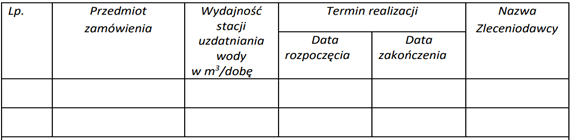 Lp.
Przedmiot
zamówienia
Wydajność
stacji
uzdatniania
wody
w m³/dobę
Termin realizacji
Data
rozpoczęcia
Data
zakończenia
Nazwa
Zleceniodawcy